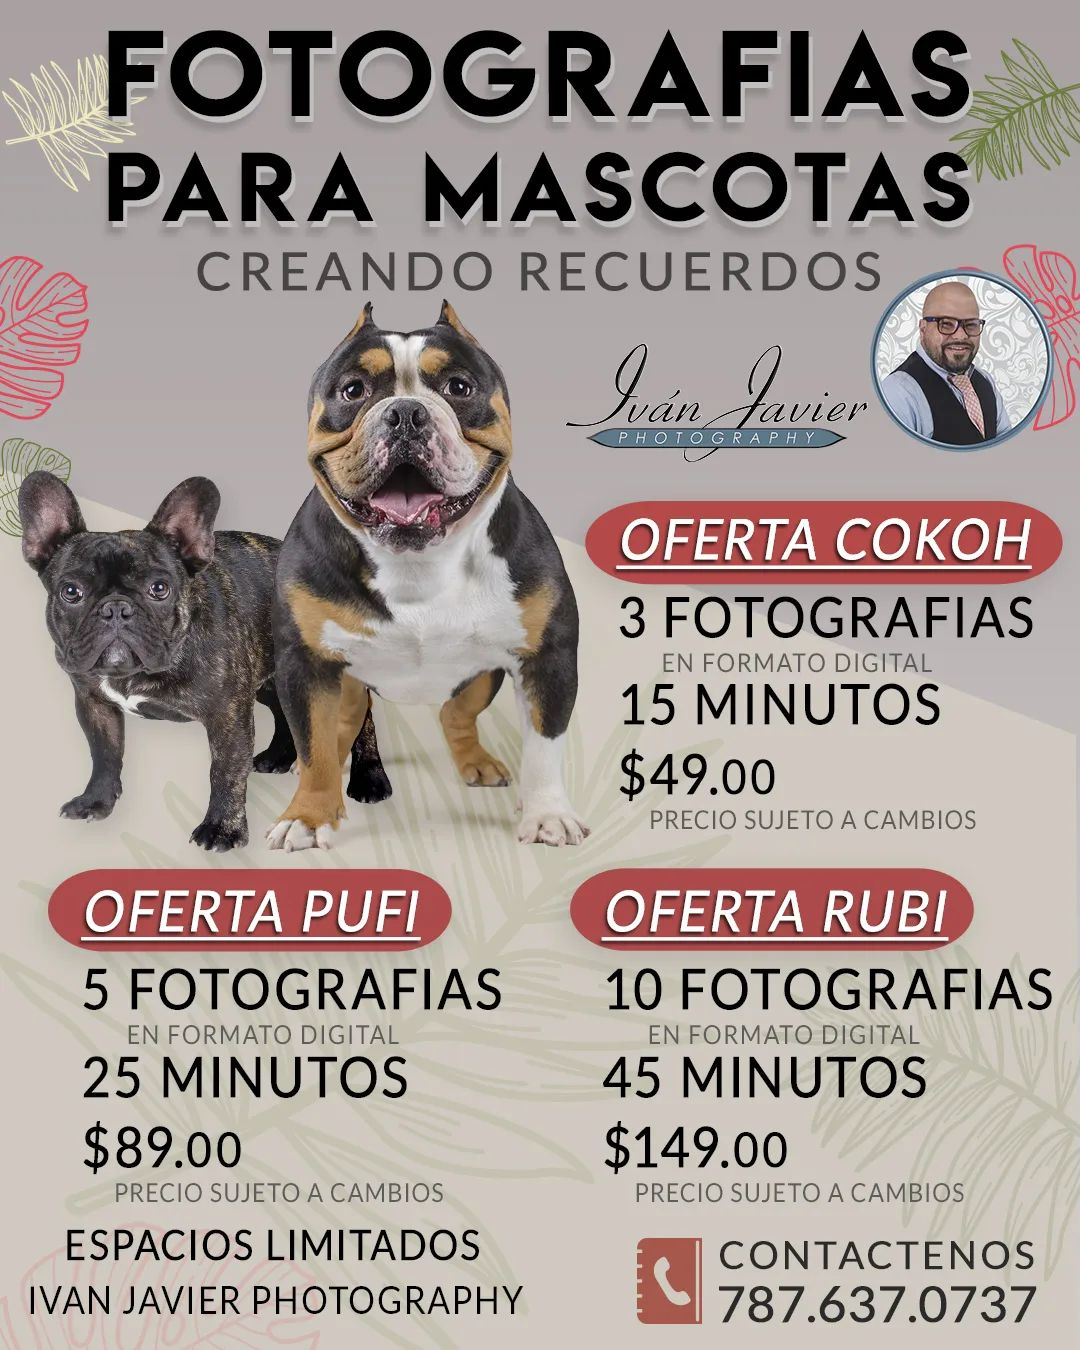 FOTOGRAFIAS
PARA MASCOTAS
CREANDO RECUERDOS
Iván Javier
PHOTOGRAPHY
OFERTA COKOH
3 FOTOGRAFIAS
EN FORMATO DIGITAL
15 MINUTOS
$49.00
PRECIO SUJETO A CAMBIOS
OFERTA PUFI
5 FOTOGRAFIAS
EN FORMATO DIGITAL
25 MINUTOS
$89.00
PRECIO SUJETO A CAMBIOS
OFERTA RUBI
10 FOTOGRAFIAS
EN FORMATO DIGITAL
45 MINUTOS
$149.00
PRECIO SUJETO A CAMBIOS
ESPACIOS LIMITADOS
IVAN JAVIER PHOTOGRAPHY
CONTACTENOS
787.637.0737